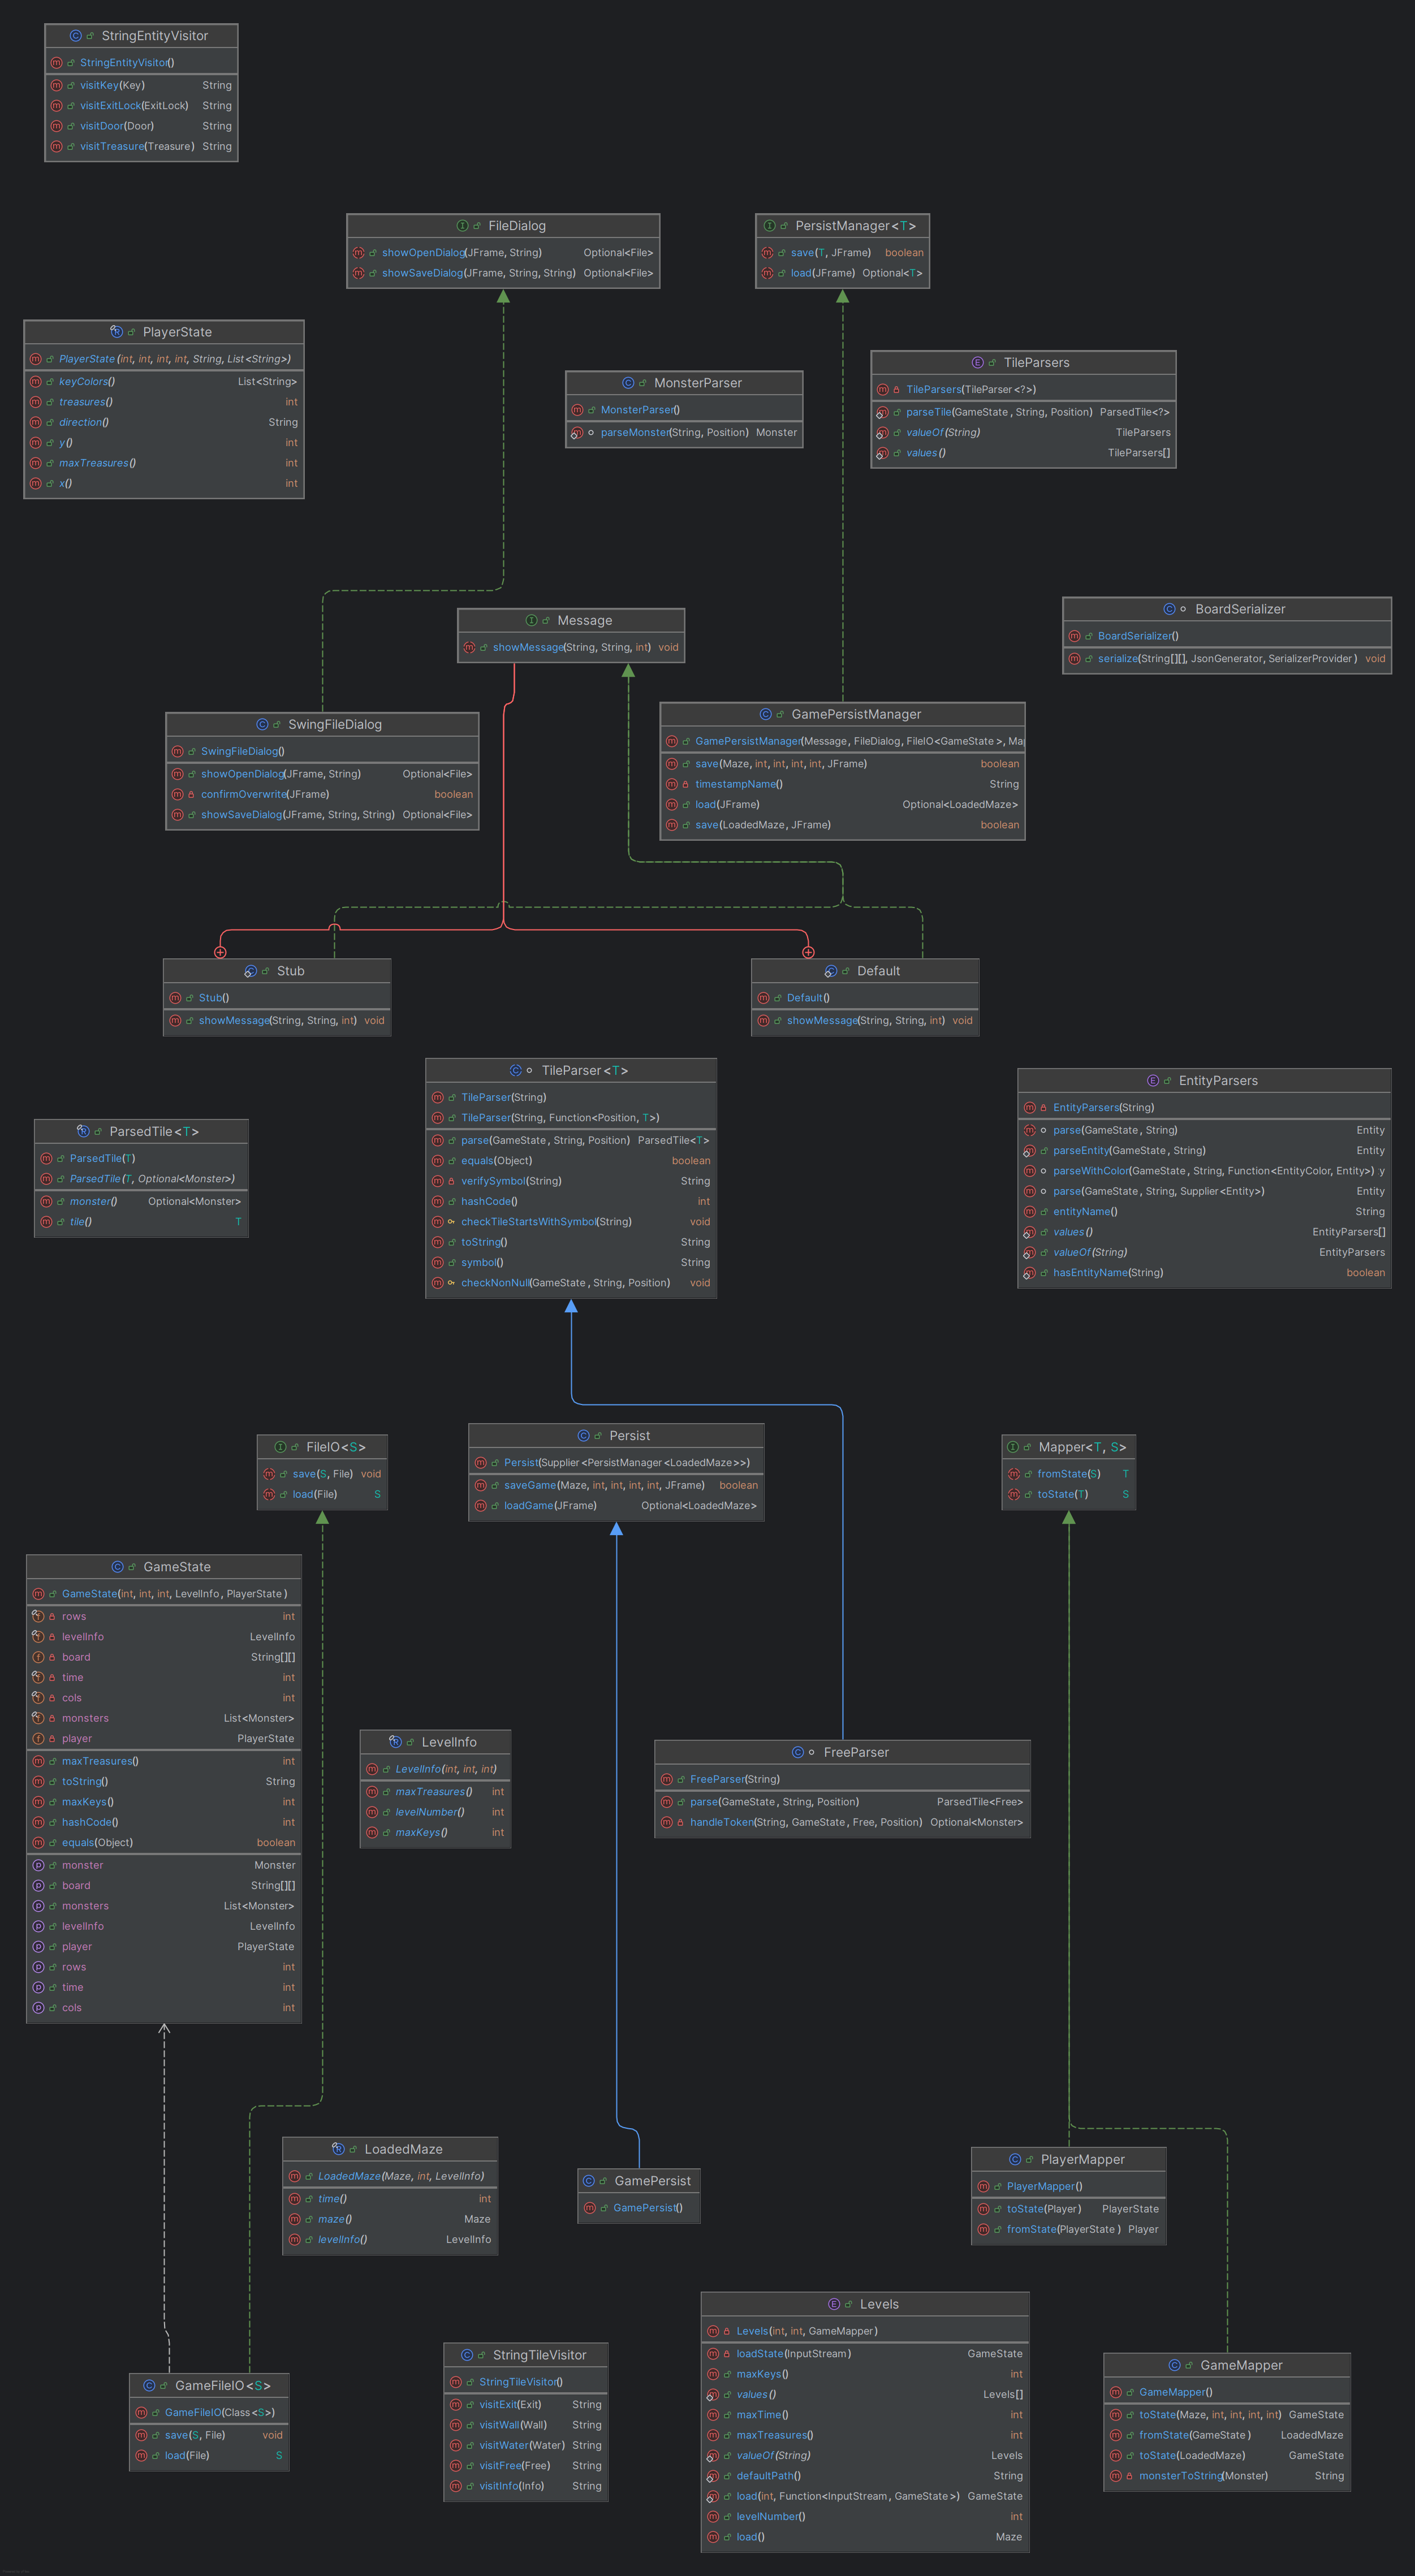 StringEntityVisitor
StringEntityVisitor()
visitKey(Key) String
visitExitLock(ExitLock) String
visitDoor(Door) String
visitTreasure(Treasure) String
FileDialog
showOpenDialog(JFrame, String) Optional<File>
showSaveDialog(JFrame, String, String) Optional<File>
PersistManager<T>
save(T, JFrame) boolean
load(JFrame) Optional<T>
PlayerState
PlayerState(int, int, int, int, String, List<String>)
keyColors() List<String>
treasures() int
direction() String
y() int
maxTreasures() int
x() int
MonsterParser
MonsterParser()
parseMonster(String, Position) Monster
TileParsers
TileParsers(TileParser<?>)
parseTile(GameState, String, Position) ParsedTile<?>
valueOf(String) TileParsers
values() TileParsers[]
Message
showMessage(String, String, int) void
BoardSerializer
BoardSerializer()
serialize(String[][], JsonGenerator, SerializerProvider) void
SwingFileDialog
SwingFileDialog()
showOpenDialog(JFrame, String) Optional<File>
confirmOverwrite(JFrame) boolean
showSaveDialog(JFrame, String, String) Optional<File>
GamePersistManager
GamePersistManager(Message, FileDialog, FileIO<GameState>, Ma
save(Maze, int, int, int, int, JFrame) boolean
timestampName() String
load(JFrame) Optional<LoadedMaze>
save(LoadedMaze, JFrame) boolean
Stub
Stub()
showMessage(String, String, int) void
Default
Default()
showMessage(String, String, int) void
TileParser<T>
TileParser(String)
TileParser(String, Function<Position, T>)
parse(GameState, String, Position) ParsedTile<T>
equals(Object) boolean
verifySymbol(String) String
hashCode() int
checkTileStartsWithSymbol(String) void
toString() String
symbol() String
checkNonNull(GameState, String, Position) void
EntityParsers
EntityParsers(String)
parse(GameState, String) Entity
parseEntity(GameState, String) Entity
parseWithColor(GameState, String, Function<EntityColor, Entity>) y
parse(GameState, String, Supplier<Entity>) Entity
entityName() String
values() EntityParsers[]
valueOf(String) EntityParsers
hasEntityName(String) boolean
ParsedTile<T>
ParsedTile(T)
ParsedTile(T, Optional<Monster>)
monster() Optional<Monster>
tile() T
FileIO<S>
save(S, File) void
load(File) S
Persist
Persist(Supplier<PersistManager<LoadedMaze>>)
saveGame(Maze, int, int, int, int, JFrame) boolean
loadGame(JFrame) Optional<LoadedMaze>
Mapper<T, S>
fromState(S) T
toState(T) S
GameState
GameState(int, int, int, LevelInfo, PlayerState)
rows int
levelInfo LevelInfo
board String[][]
time int
cols int
monsters List<Monster>
player PlayerState
maxTreasures() int
toString() String
maxKeys() int
hashCode() int
equals(Object) boolean
monster Monster
board String[][]
monsters List<Monster>
levelInfo LevelInfo
player PlayerState
rows int
time int
cols int
LevelInfo
LevelInfo(int, int, int)
maxTreasures() int
levelNumber() int
maxKeys() int
FreeParser
FreeParser(String)
parse(GameState, String, Position) ParsedTile<Free>
handleToken(String, GameState, Free, Position) Optional<Monster>
LoadedMaze
LoadedMaze(Maze, int, LevelInfo)
time() int
maze() Maze
levelInfo() LevelInfo
GamePersist
GamePersist()
PlayerMapper
PlayerMapper()
toState(Player) PlayerState
fromState(PlayerState) Player
Levels
Levels(int, int, GameMapper)
loadState(InputStream) GameState
maxKeys() int
values() Levels[]
maxTime() int
maxTreasures() int
valueOf(String) Levels
defaultPath() String
load(int, Function<InputStream, GameState>) GameState
levelNumber() int
load() Maze
StringTileVisitor
StringTileVisitor()
visitExit(Exit) String
visitWall(Wall) String
visitWater(Water) String
visitFree(Free) String
visitInfo(Info) String
GameMapper
GameMapper()
toState(Maze, int, int, int, int) GameState
fromState(GameState) LoadedMaze
toState(LoadedMaze) GameState
monsterToString(Monster) String
GameFileIO<S>
GameFileIO(Class<S>)
save(S, File) void
load(File) S